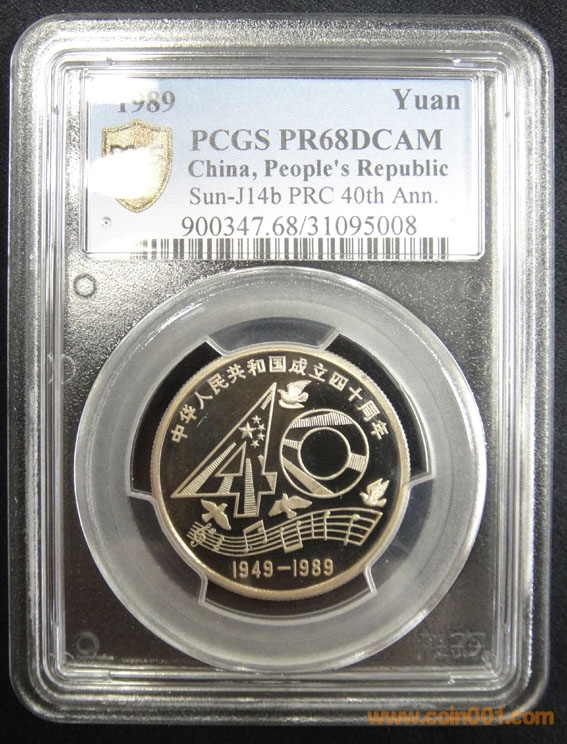 1989 Yuan
PCGS PR68DCAM
China, People's Republic
Sun-J14b PRC 40th Ann.
900347.68/31095008
中华人民共和国成立四十周年
40
1949-1989
www.coin001.com